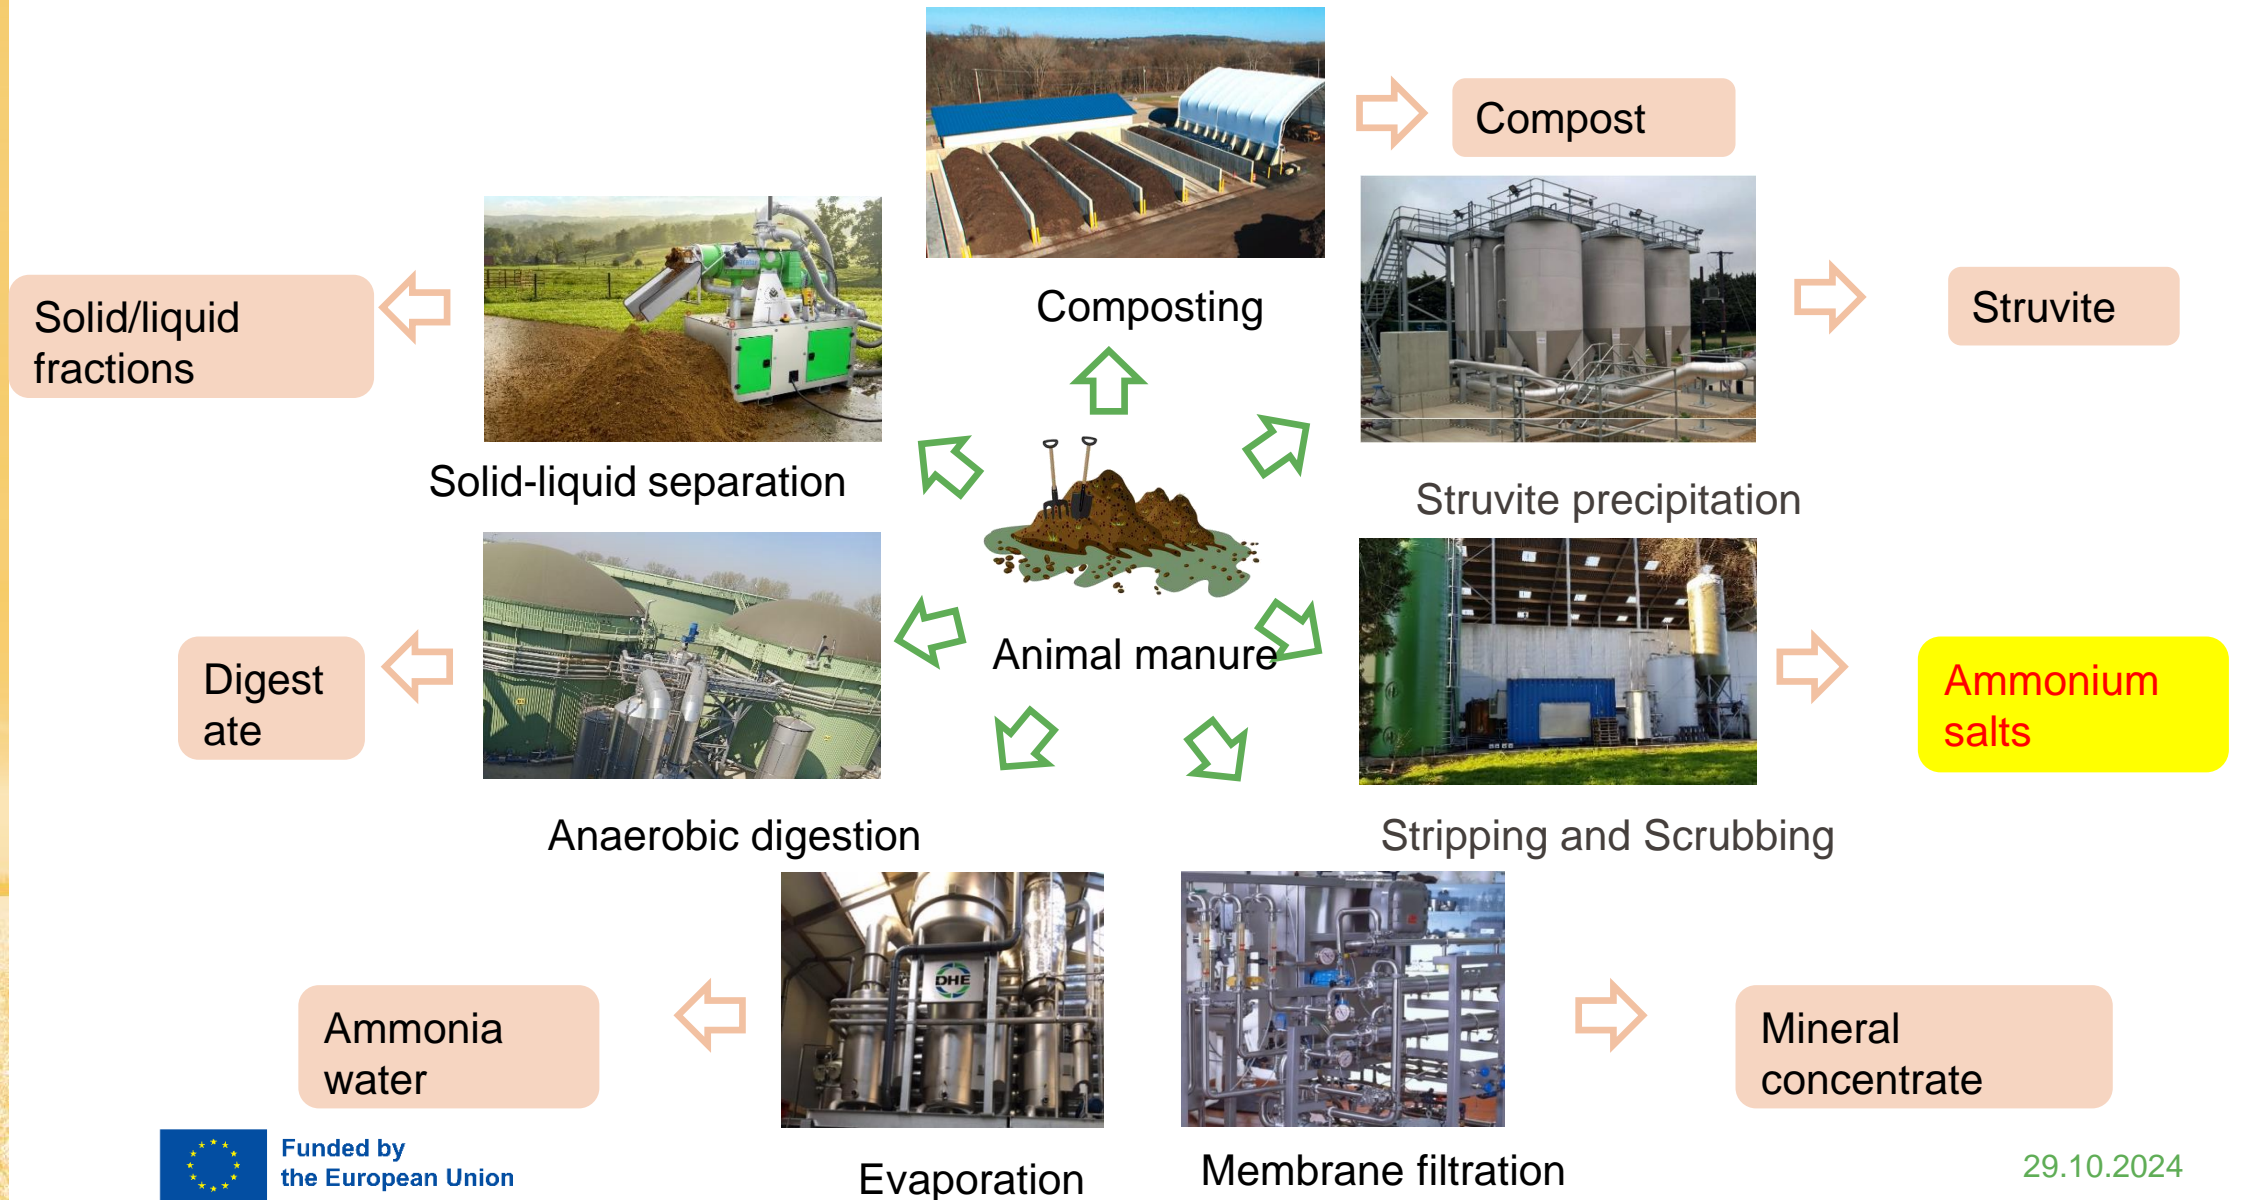 Compost
Composting
Solid/liquid
fractions
Solid-liquid separation
Struvite
Struvite precipitation
Animal manure
Digest
ate
Anaerobic digestion
Ammonium
salts
Stripping and Scrubbing
DHE
Ammonia
water
Evaporation
Mineral
concentrate
Membrane filtration
Funded by
the European Union
29.10.2024